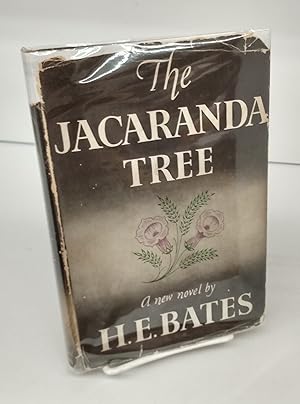 The
JACARANDA
TREE
A new novel by
H.E.BATES